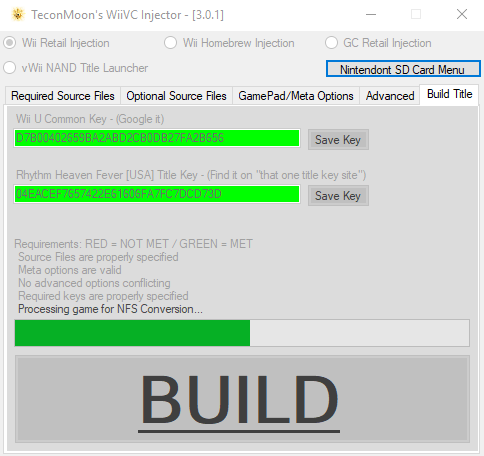 TeconMoon's WiiVC Injector - [3.0.1]
Wii Retail Injection
Wii Homebrew Injection
GC Retail Injection
vWii NAND Title Launcher
Nintendont SD Card Menu
Required Source Files
Optional Source Files
GamePad/Meta Options
Advanced
Build Title
Wii U Common Key - (Google it)
D7B00402659BA2ABD2CB0DB27FA2B656
Save Key
Rhythm Heaven Fever [USA] Title Key - (Find it on "that one title key site")
04EACEF7657422E61606FA7FC7DCD73D
Save Key
Requirements: RED = NOT MET / GREEN = MET
Source Files are properly specified
Meta options are valid
No advanced options conflicting
Required keys are properly specified
Processing game for NFS Conversion...
BUILD